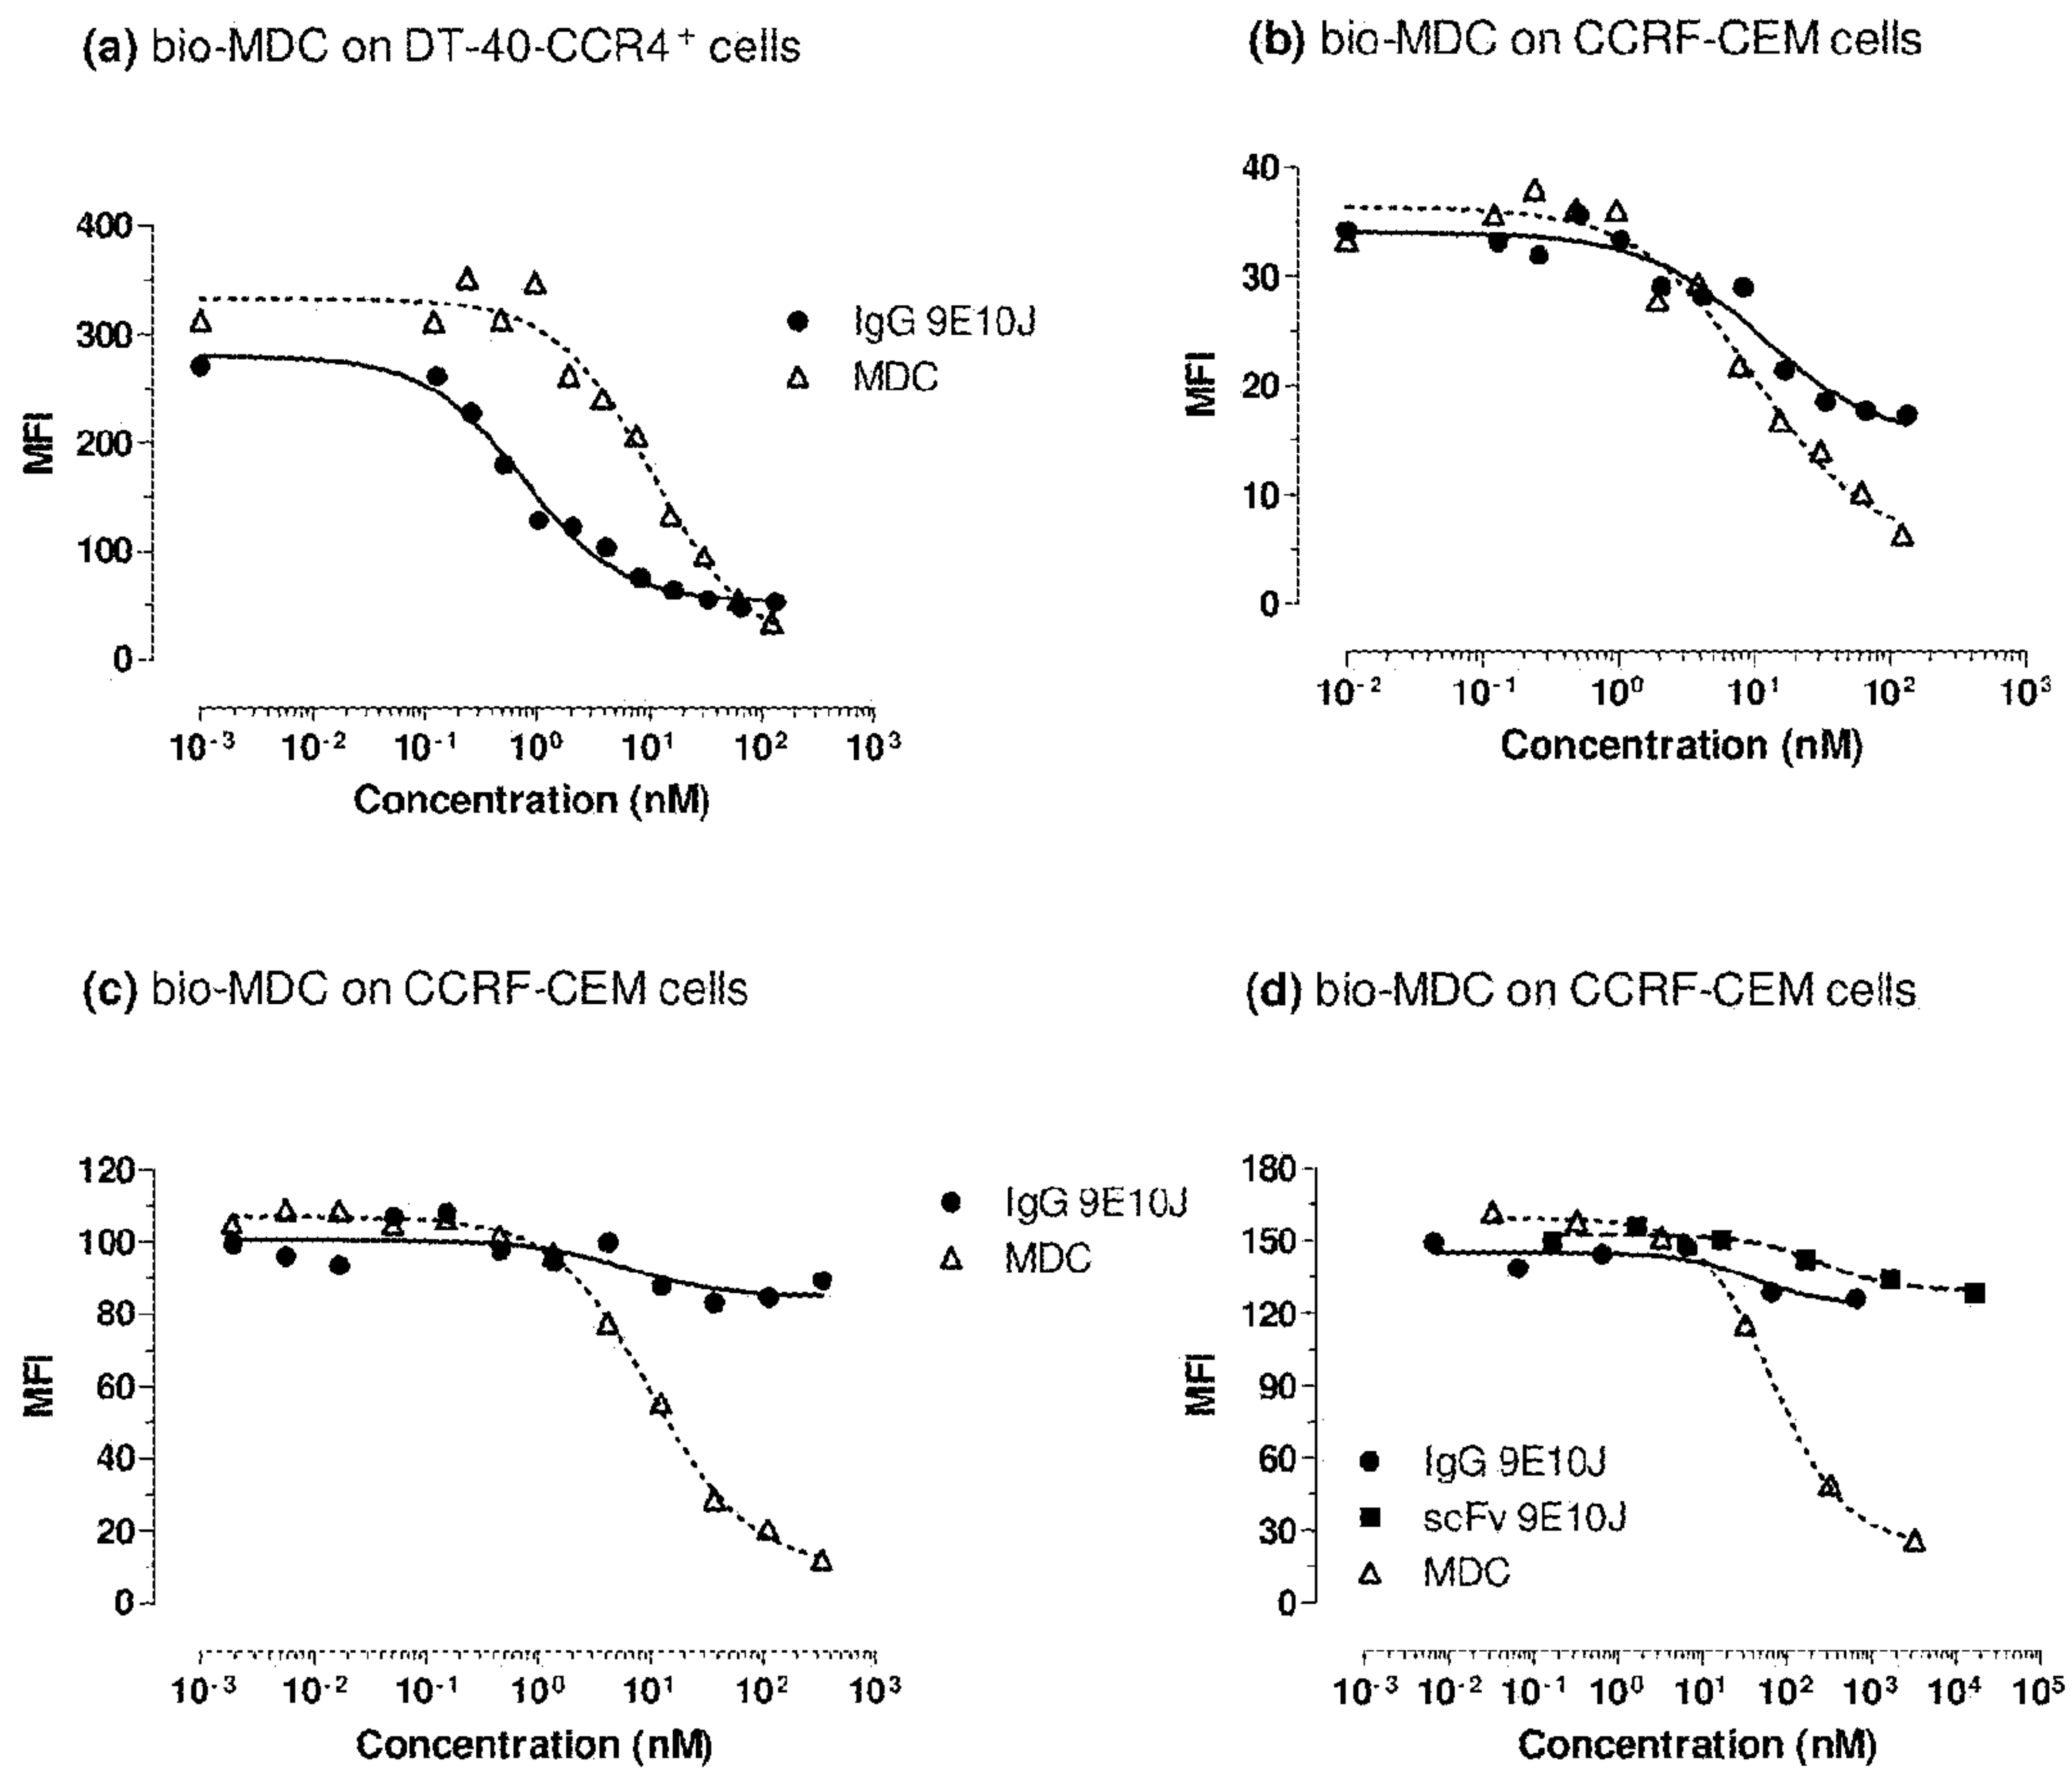 (a) bio-MDC on DT-40-CCR4⁺ cells
MFI
400
300
200
100
0
10⁻³ 10⁻² 10⁻¹ 10⁰ 10¹ 10² 10³
Concentration (nM)
IgG 9E10J
MDC
(b) bio-MDC on CCRF-CEM cells
MFI
40
30
20
10
0
10⁻² 10⁻¹ 10⁰ 10¹ 10² 10³
Concentration (nM)
(c) bio-MDC on CCRF-CEM cells
MFI
120
100
80
60
40
20
0
10⁻³ 10⁻² 10⁻¹ 10⁰ 10¹ 10² 10³
Concentration (nM)
IgG 9E10J
MDC
(d) bio-MDC on CCRF-CEM cells
MFI
180
150
120
90
60
30
0
IgG 9E10J
scFv 9E10J
MDC
10⁻³ 10⁻² 10⁻¹ 10⁰ 10¹ 10² 10³ 10⁴ 10⁵
Concentration (nM)